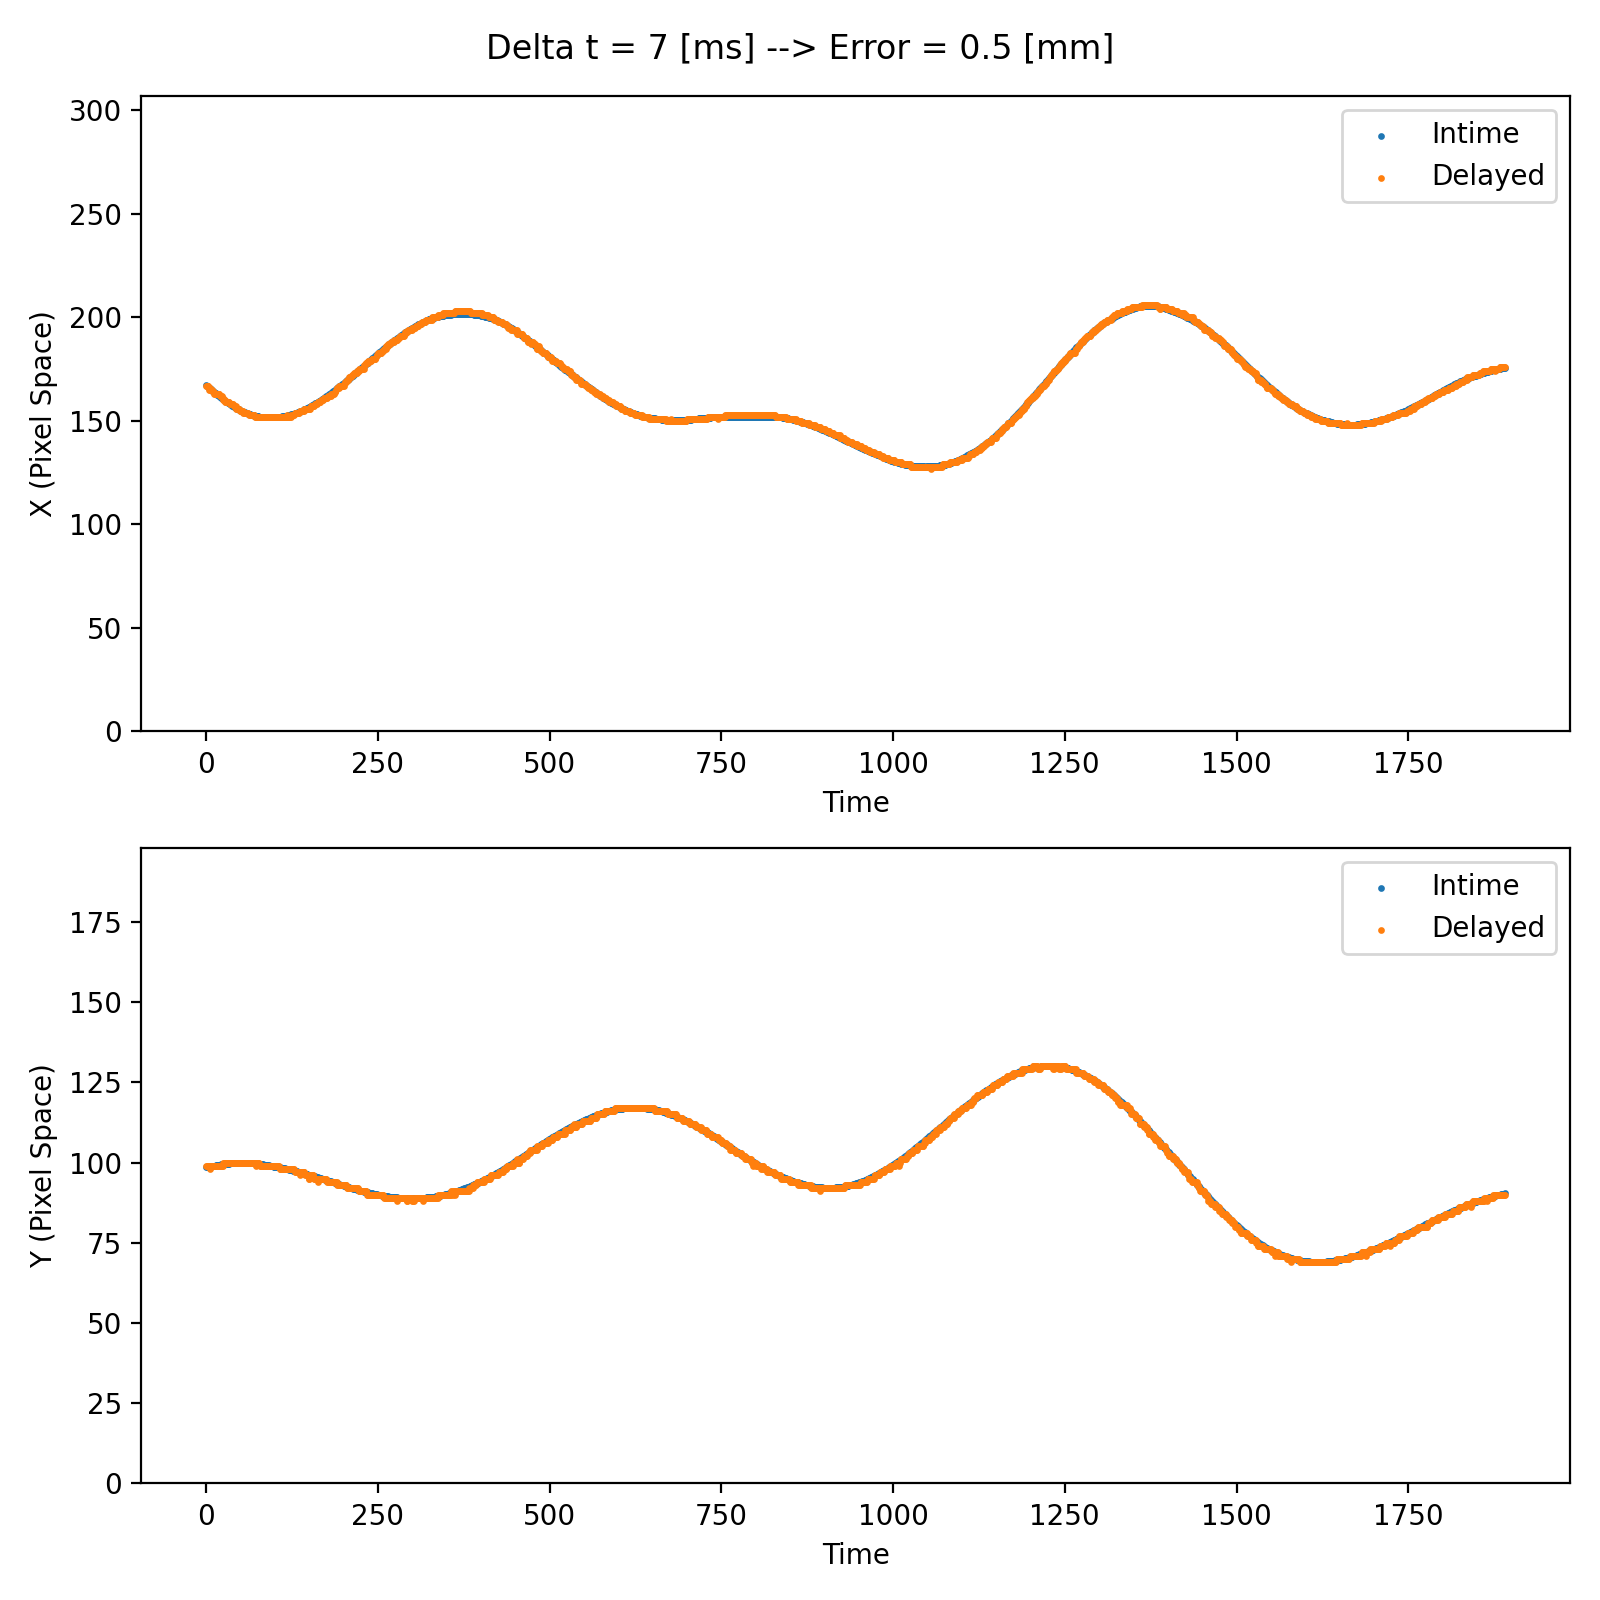 Delta t = 7 [ms] --> Error = 0.5 [mm]
300
250
200
150
100
50
0
X (Pixel Space)
Intime
Delayed
0 250 500 750 1000 1250 1500 1750
Time
175
150
125
100
75
50
25
0
Y (Pixel Space)
Intime
Delayed
0 250 500 750 1000 1250 1500 1750
Time